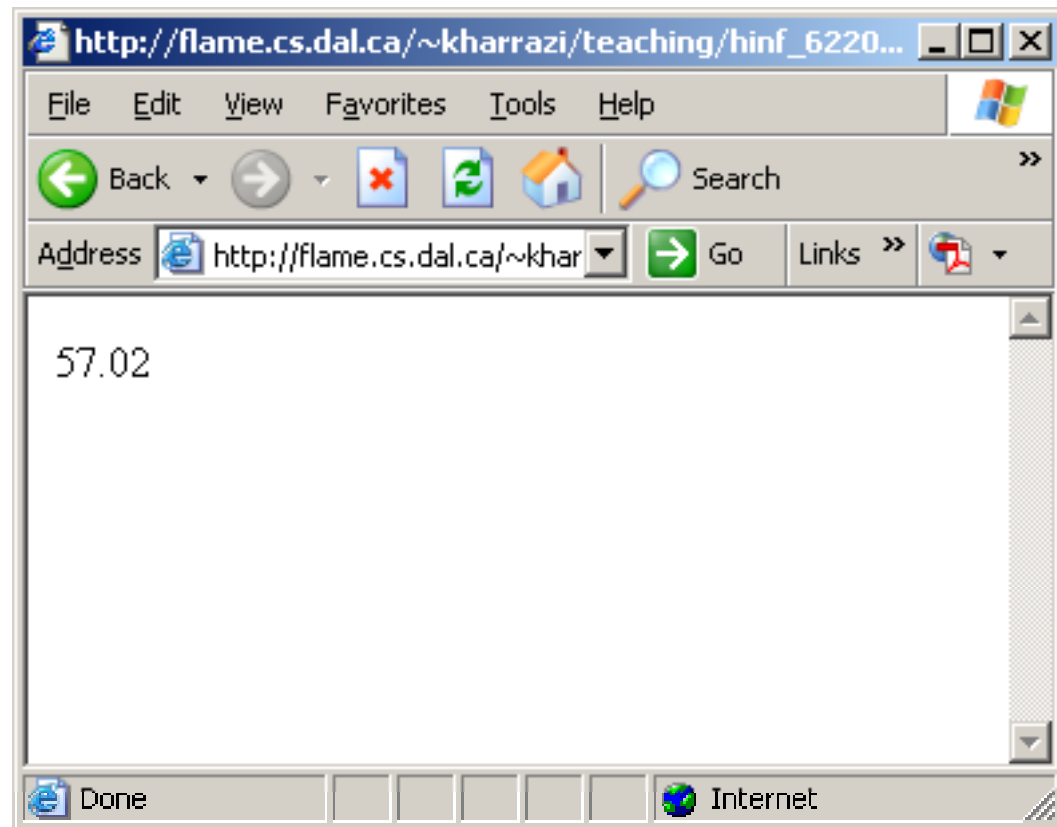 http://flame.cs.dal.ca/~kharrazi/teaching/hinf_6220...
File Edit View Favorites Tools Help
Back Search »
Address http://flame.cs.dal.ca/~khar Go Links »
57.02
Done Internet